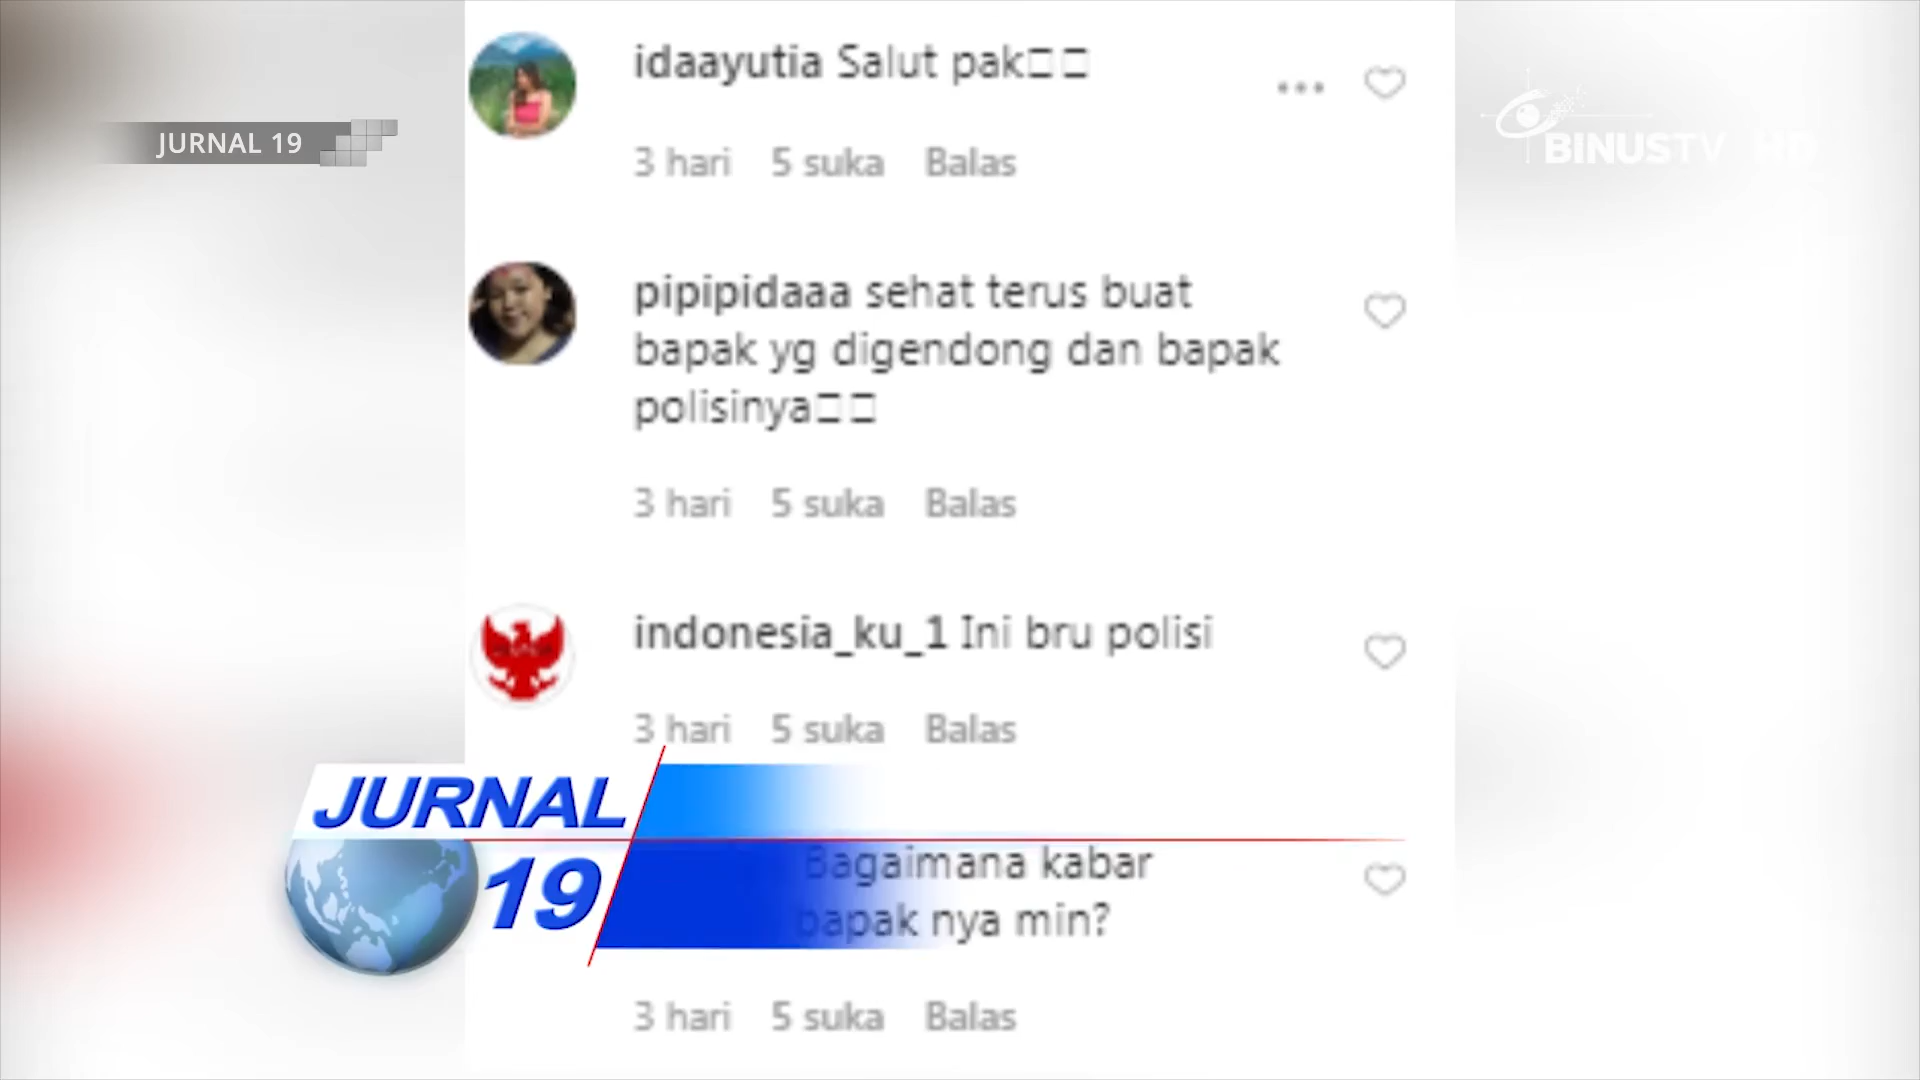 idaayutia Salut pak
JURNAL 19
BINUSTV HD
3 hari 5 suka Balas
pipipidaaa sehat terus buat
bapak yg digendong dan bapak
polisinya
3 hari 5 suka Balas
indonesia_ku_1 Ini bru polisi
3 hari 5 suka Balas
JURNAL
19
Bagaimana kabar
bapak nya min?
3 hari 5 suka Balas